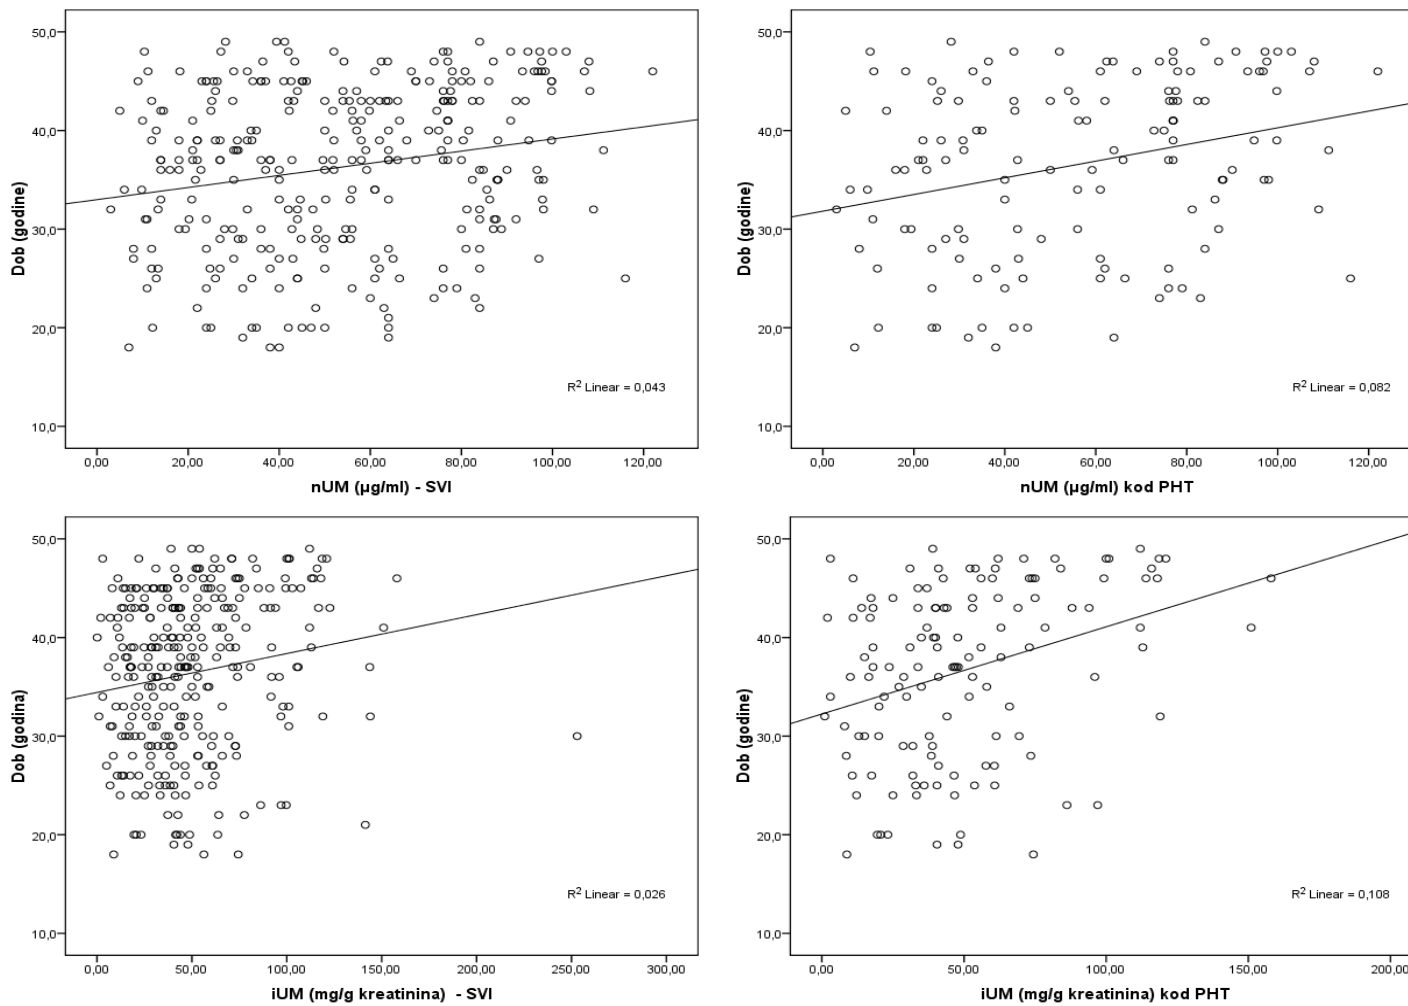 50,0
40,0
30,0
20,0
10,0
Dob (godine)
R2 Linear = 0,043
0,00 20,00 40,00 60,00 80,00 100,00 120,00
nUM (µg/ml) - SVI
50,0
40,0
30,0
20,0
10,0
Dob (godine)
R2 Linear = 0,082
0,00 20,00 40,00 60,00 80,00 100,00 120,00
nUM (µg/ml) kod PHT
50,0
40,0
30,0
20,0
10,0
Dob (godina)
R2 Linear = 0,026
0,00 50,00 100,00 150,00 200,00 250,00 300,00
iUM (mg/g kreatinina) - SVI
50,0
40,0
30,0
20,0
10,0
Dob (godine)
R2 Linear = 0,108
0,00 50,00 100,00 150,00 200,00
iUM (mg/g kreatinina) kod PHT